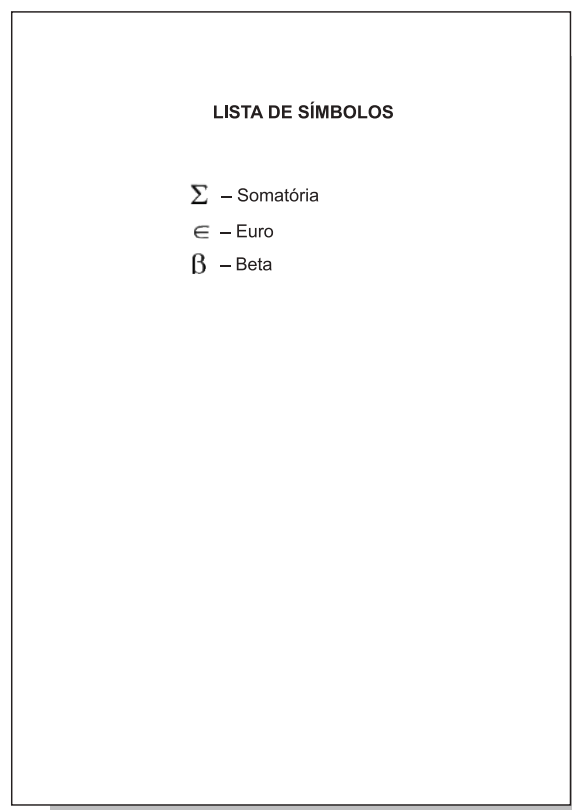 LISTA DE SÍMBOLOS
Σ – Somatória
∈ – Euro
β – Beta